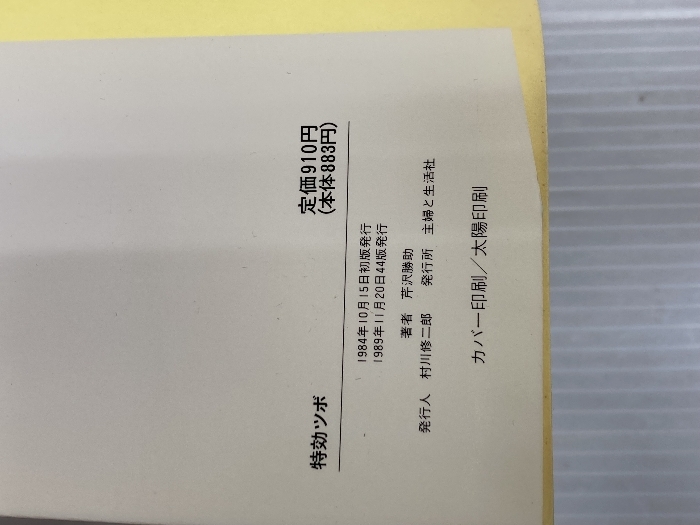 特効ツボ
定価910円
(本体883円)
1984年10月15日初版発行
1989年11月20日44版発行
著者 芹沢勝助
発行人 村川修二郎 発行所 主婦と生活社
カバー印刷／太陽印刷